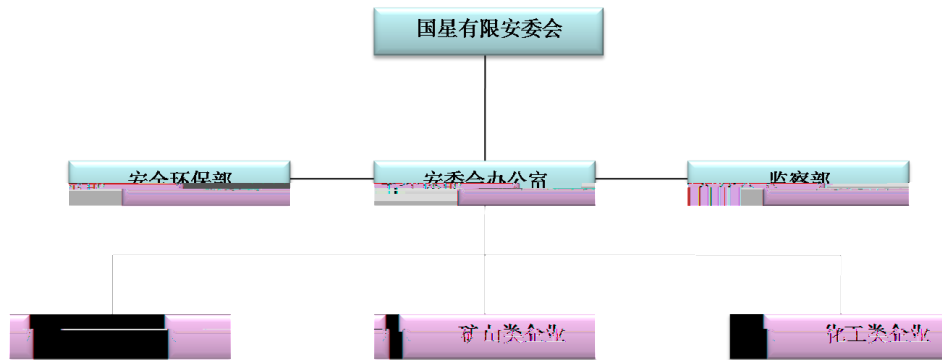 国星有限安委会
安全环保部
安委会办公室
监察部
矿山类企业
化工类企业